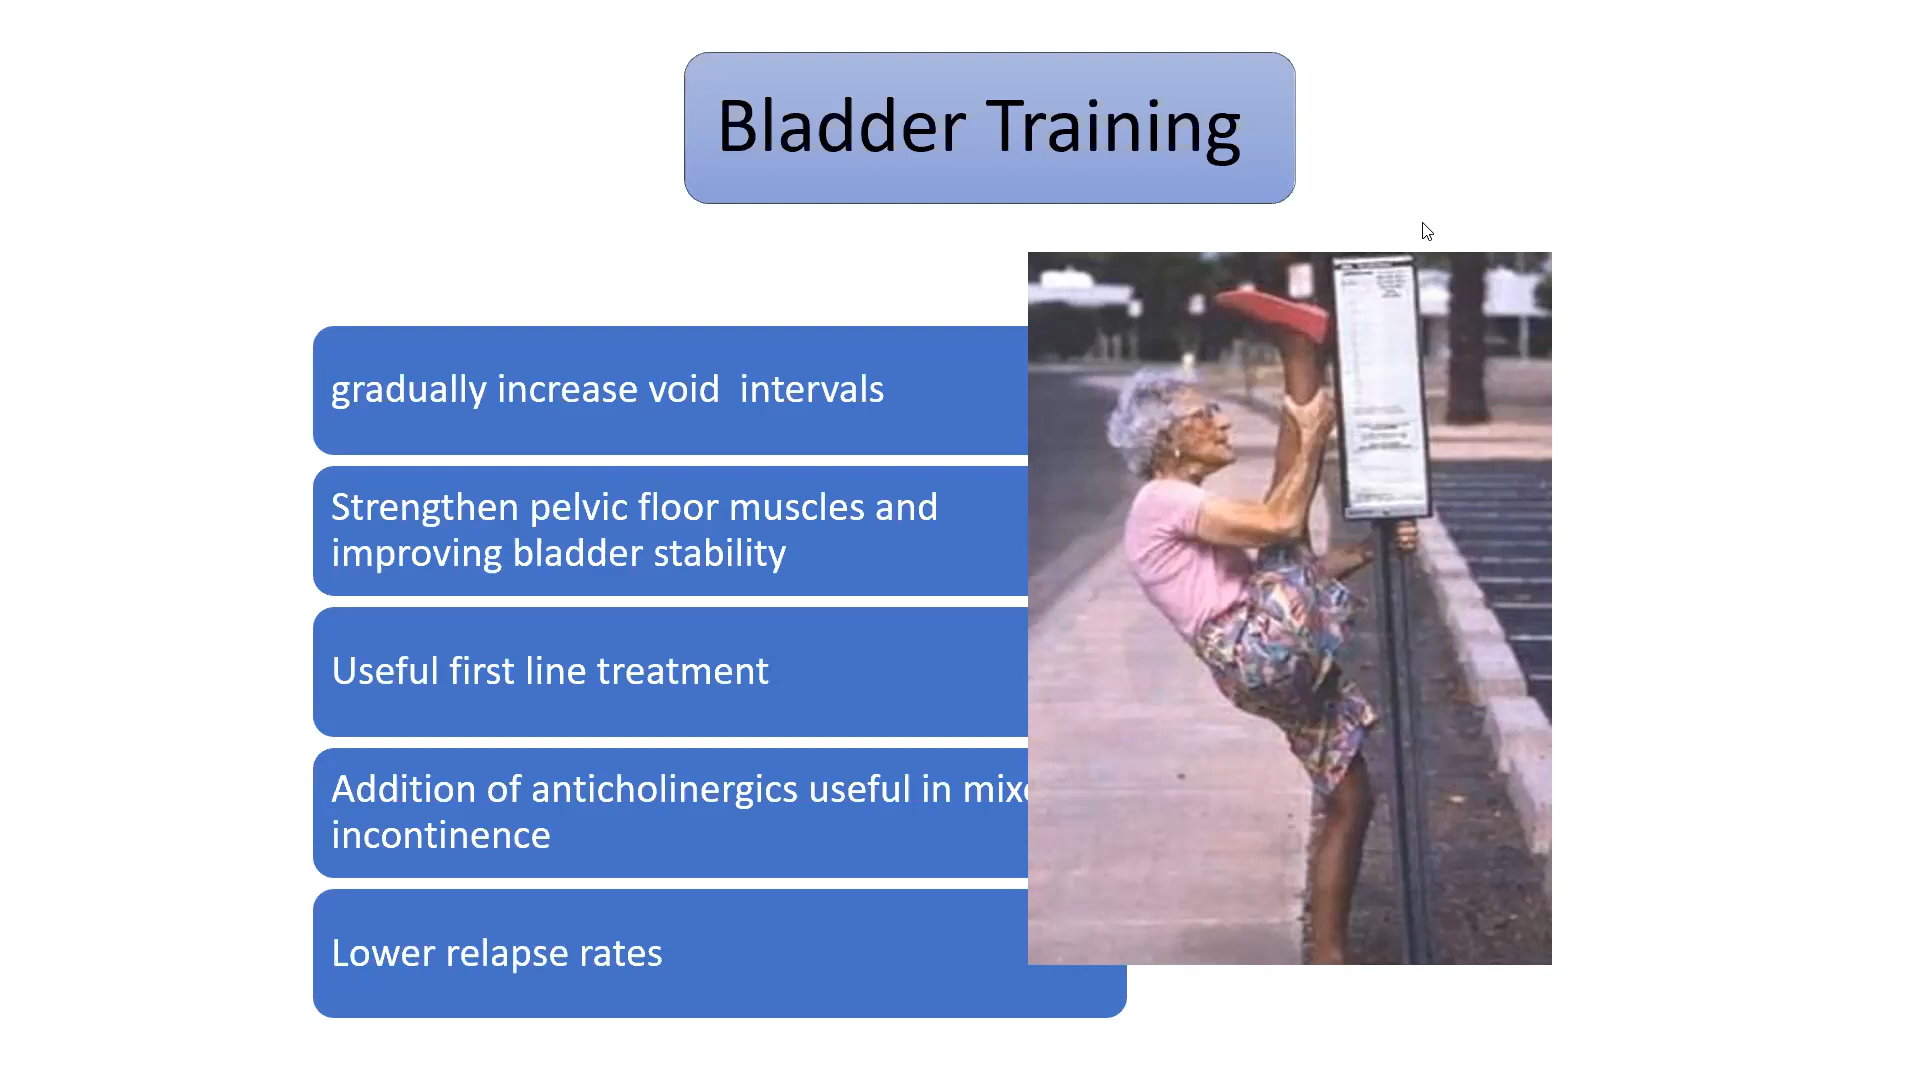 Bladder Training
gradually increase void  intervals
Strengthen pelvic floor muscles and
improving bladder stability
Useful first line treatment
Addition of anticholinergics useful in
incontinence
Lower relapse rates